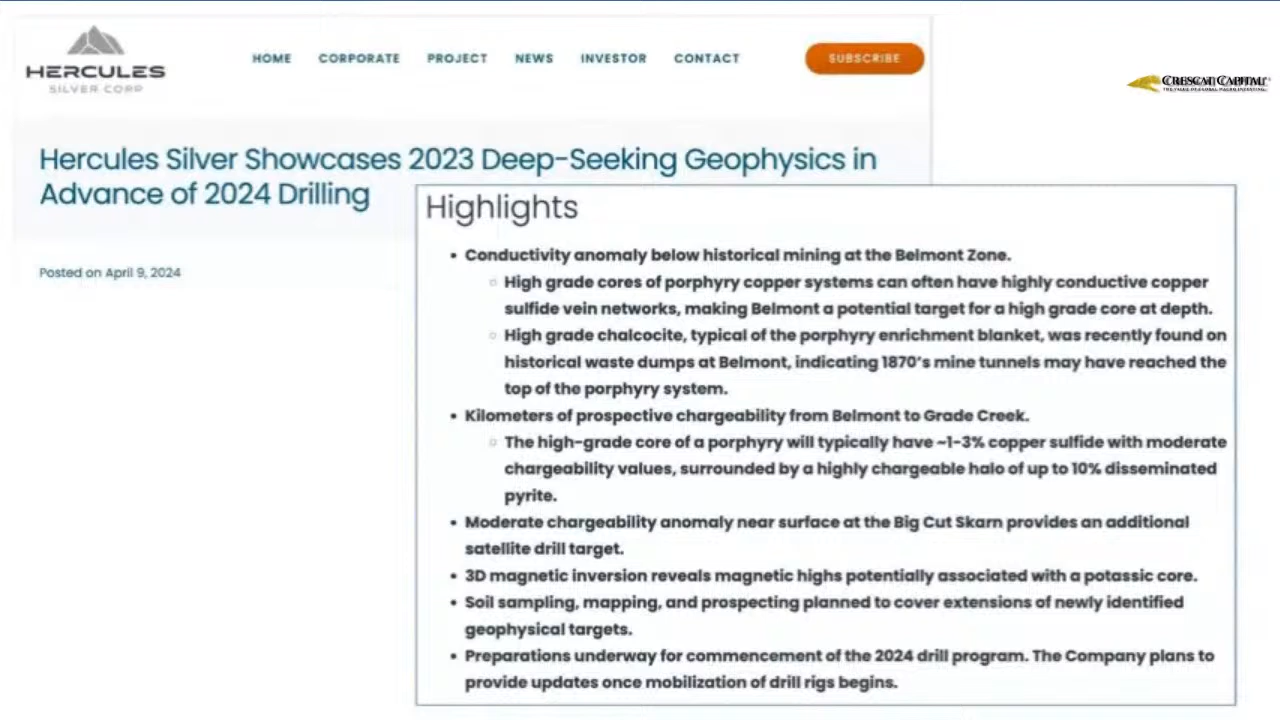 HERCULES
SILVER CORP
HOME CORPORATE PROJECT NEWS INVESTOR CONTACT
SUBSCRIBE
CRESCAT CAPITAL
Hercules Silver Showcases 2023 Deep-Seeking Geophysics in
Advance of 2024 Drilling
Posted on April 9, 2024
Highlights
• Conductivity anomaly below historical mining at the Belmont Zone.
○ High grade cores of porphyry copper systems can often have highly conductive copper
sulfide vein networks, making Belmont a potential target for a high grade core at depth.
○ High grade chalcocite, typical of the porphyry enrichment blanket, was recently found on
historical waste dumps at Belmont, indicating 1870's mine tunnels may have reached the
top of the porphyry system.
• Kilometers of prospective chargeability from Belmont to Grade Creek.
○ The high-grade core of a porphyry will typically have ~1-3% copper sulfide with moderate
chargeability values, surrounded by a highly chargeable halo of up to 10% disseminated
pyrite.
• Moderate chargeability anomaly near surface at the Big Cut Skarn provides an additional
satellite drill target.
• 3D magnetic inversion reveals magnetic highs potentially associated with a potassic core.
• Soil sampling, mapping, and prospecting planned to cover extensions of newly identified
geophysical targets.
• Preparations underway for commencement of the 2024 drill program. The Company plans to
provide updates once mobilization of drill rigs begins.